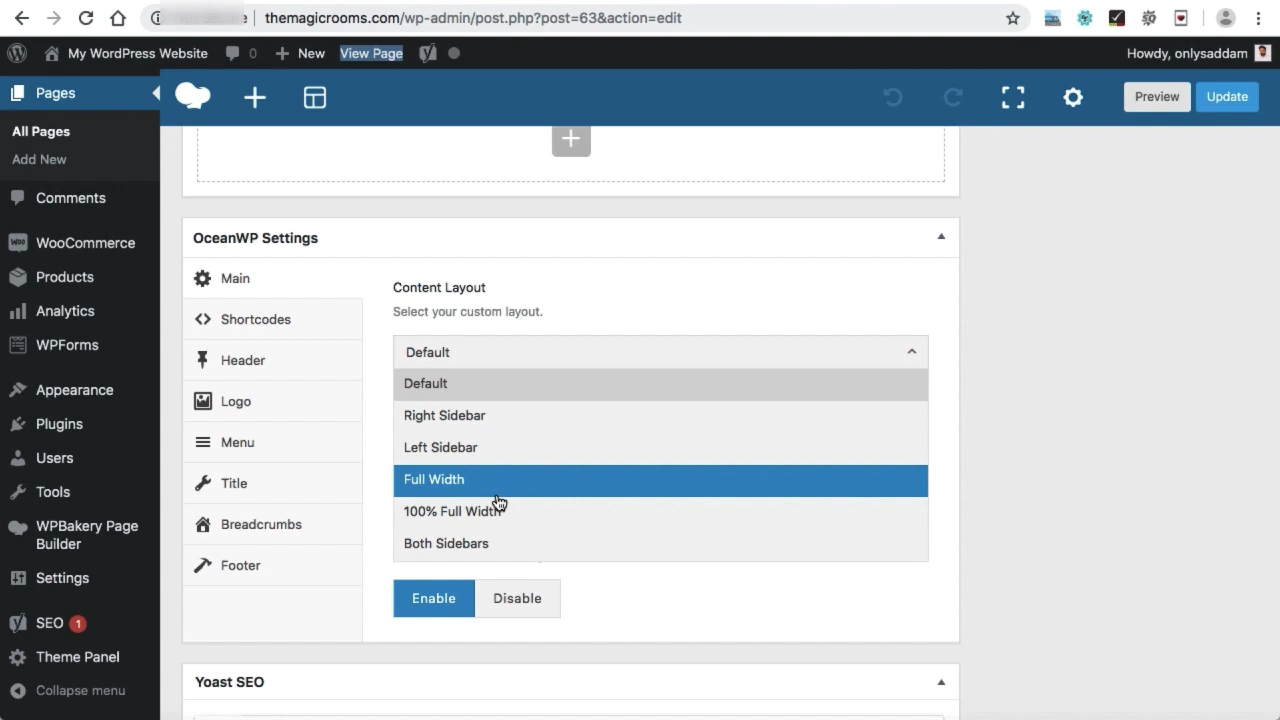 themagicrooms.com/wp-admin/post.php?post=63&action=edit
My WordPress Website 0 New View Page
Howdy, onlysaddam
Pages
Preview
Update
All Pages
Add New
Comments
WooCommerce
Products
Analytics
WPForms
Appearance
Plugins
Users
Tools
WPBakery Page
Builder
Settings
SEO 1
Theme Panel
Collapse menu
OceanWP Settings
Main
Shortcodes
Header
Logo
Menu
Title
Breadcrumbs
Footer
Content Layout
Select your custom layout.
Default
Default
Right Sidebar
Left Sidebar
Full Width
100% Full Width
Both Sidebars
Enable
Disable
Yoast SEO